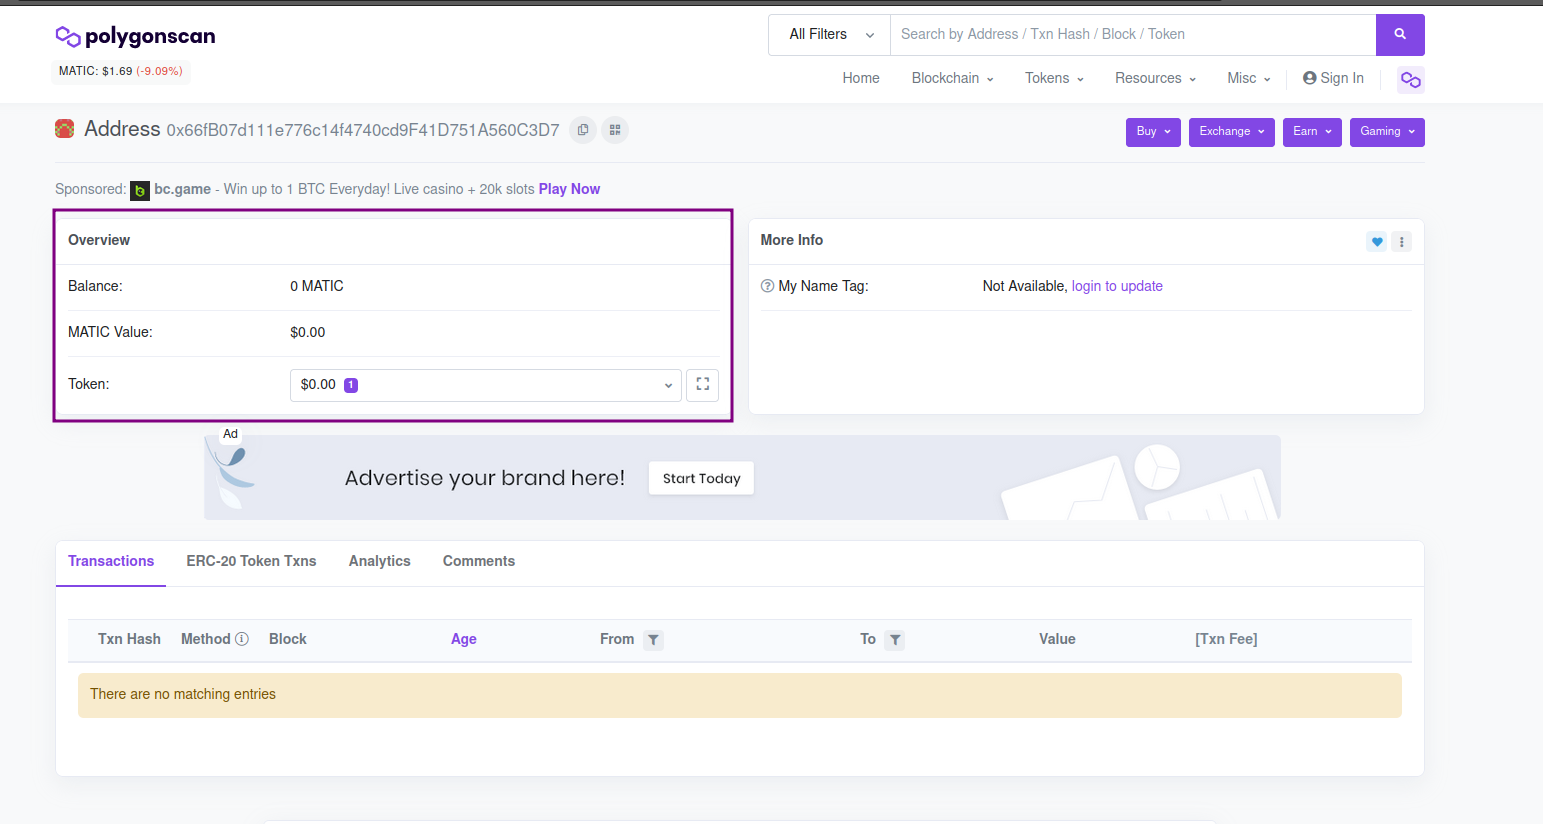 polygonscan
All Filters
Search by Address / Txn Hash / Block / Token
MATIC: $1.69 (-9.09%)
Home Blockchain Tokens Resources Misc Sign In
Address 0x66fB07d111e776c14f4740cd9F41D751A560C3D7
Buy Exchange Earn Gaming
Sponsored: bc.game - Win up to 1 BTC Everyday! Live casino + 20k slots Play Now
Overview
Balance: 0 MATIC
MATIC Value: $0.00
Token: $0.00 1
More Info
My Name Tag: Not Available, login to update
Ad
Advertise your brand here! Start Today
Transactions ERC-20 Token Txns Analytics Comments
Txn Hash Method Block Age From To Value [Txn Fee]
There are no matching entries